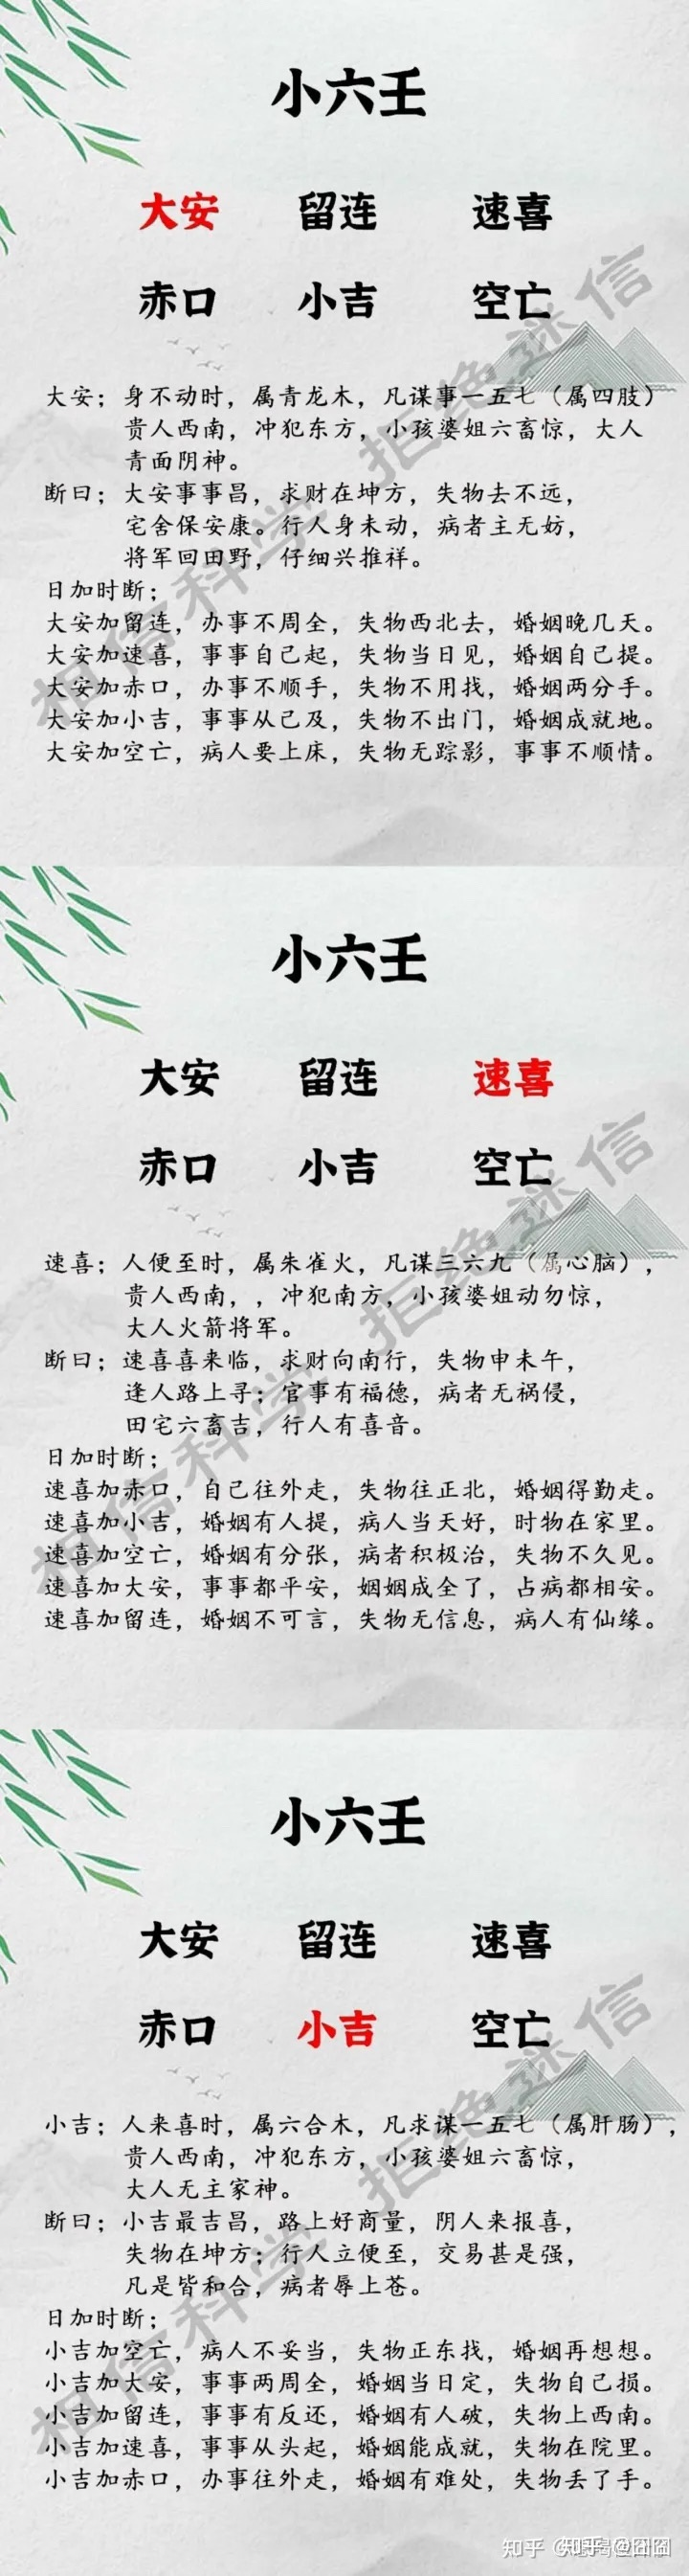 小六壬
大安 留连 速喜
赤口 小吉 空亡
大安；身不动时，属青龙木，凡谋事一五七（属四肢）
贵人西南，冲犯东方，小孩婆姐六畜惊，大人
青面阴神。
断曰；大安事事昌，求财在坤方，失物去不远，
宅舍保安康。行人身未动，病者主无妨，
将军回田野，仔细兴推祥。
日加时断；
大安加留连，办事不周全，失物西北去，婚姻晚几天。
大安加速喜，事事自己起，失物当日见，婚姻自己提。
大安加赤口，办事不顺手，失物不用找，婚姻两分手。
大安加小吉，事事从己及，失物不出门，婚姻成就地。
大安加空亡，病人要上床，失物无踪影，事事不顺情。
相信科学 拒绝迷信
小六壬
大安 留连 速喜
赤口 小吉 空亡
速喜；人便至时，属朱雀火，凡谋三六九（属心脑），
贵人西南，，冲犯南方，小孩婆姐动勿惊，
大人火箭将军。
断曰；速喜喜来临，求财向南行，失物申未午，
逢人路上寻；官事有福德，病者无祸侵，
田宅六畜吉，行人有喜音。
日加时断；
速喜加赤口，自己往外走，失物往正北，婚姻得勤走。
速喜加小吉，婚姻有人提，病人当天好，时物在家里。
速喜加空亡，婚姻有分张，病者积极治，失物不久见。
速喜加大安，事事都平安，姻姻成全了，占病都相安。
速喜加留连，婚姻不可言，失物无信息，病人有仙缘。
相信科学 拒绝迷信
小六壬
大安 留连 速喜
赤口 小吉 空亡
小吉；人来喜时，属六合木，凡求谋一五七（属肝肠），
贵人西南，冲犯东方，小孩婆姐六畜惊，
大人无主家神。
断曰；小吉最吉昌，路上好商量，阴人来报喜，
失物在坤方；行人立便至，交易甚是强，
凡是皆和合，病者辱上苍。
日加时断；
小吉加空亡，病人不妥当，失物正东找，婚姻再想想。
小吉加大安，事事两周全，婚姻当日定，失物自己损。
小吉加留连，事事有反还，婚姻有人破，失物上西南。
小吉加速喜，事事从头起，婚姻能成就，失物在院里。
小吉加赤口，办事往外走，婚姻有难处，失物丢了手。
相信科学 拒绝迷信
知乎 @囧囧